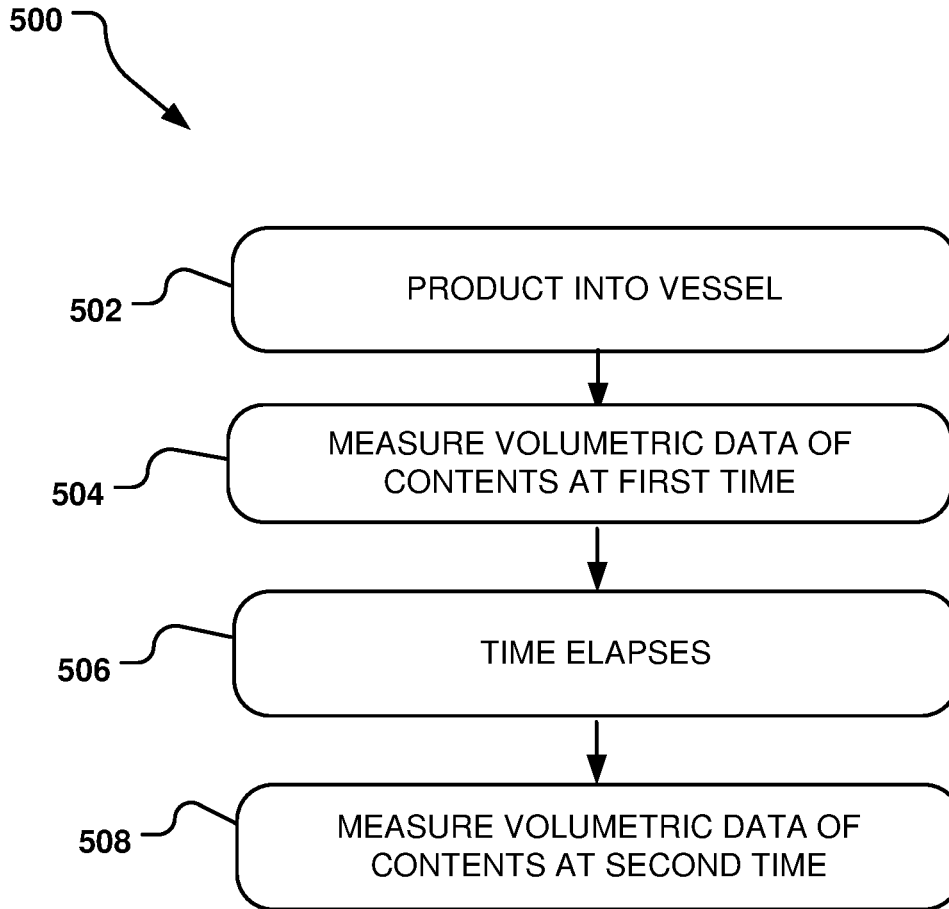 500
502
PRODUCT INTO VESSEL
504
MEASURE VOLUMETRIC DATA OF
CONTENTS AT FIRST TIME
506
TIME ELAPSES
508
MEASURE VOLUMETRIC DATA OF
CONTENTS AT SECOND TIME